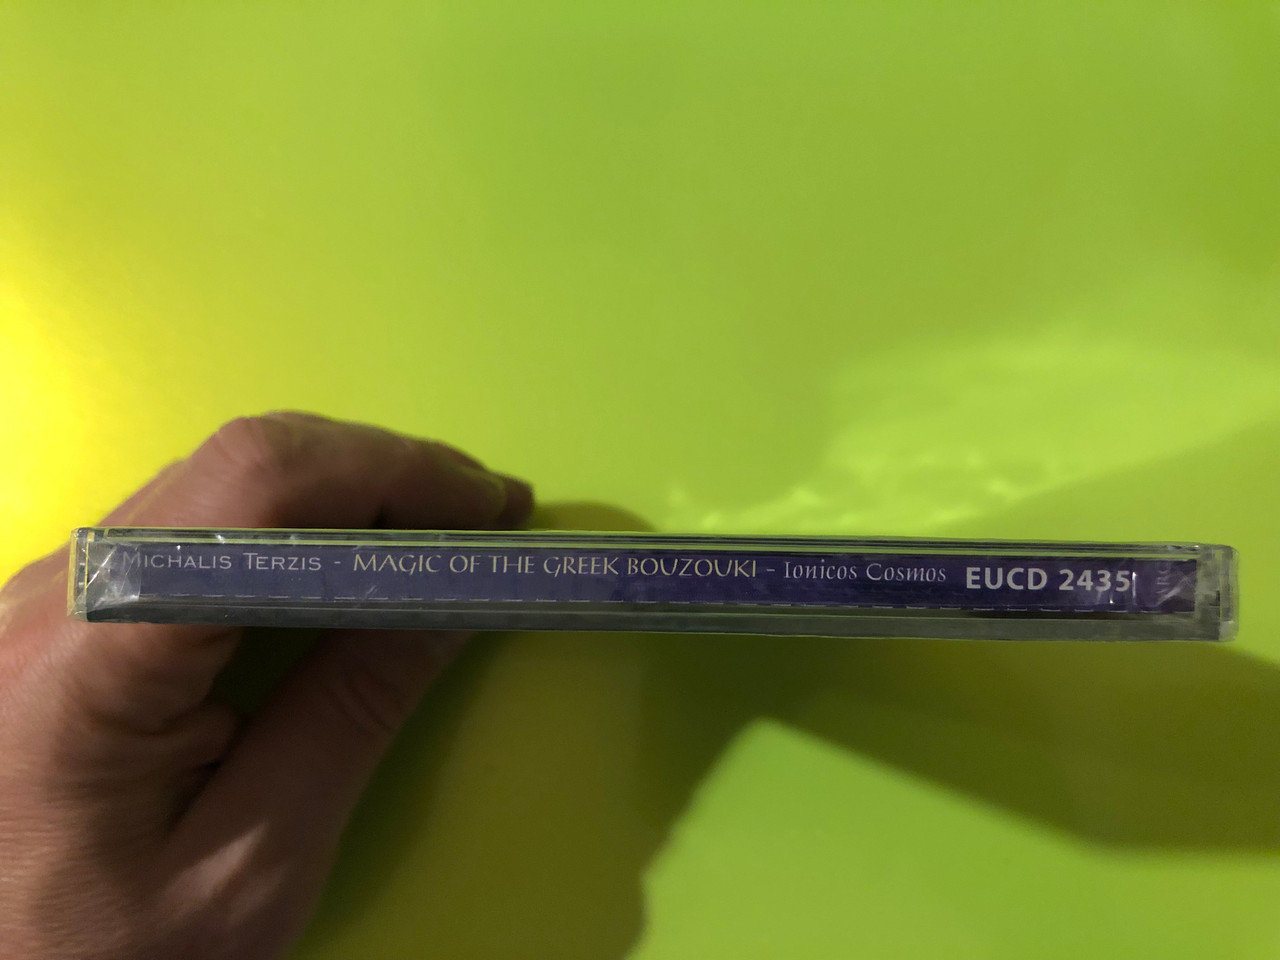 Michalis Terzis - MAGIC OF THE GREEK BOUZOUKI - Ionicos Cosmos EUCD 2435